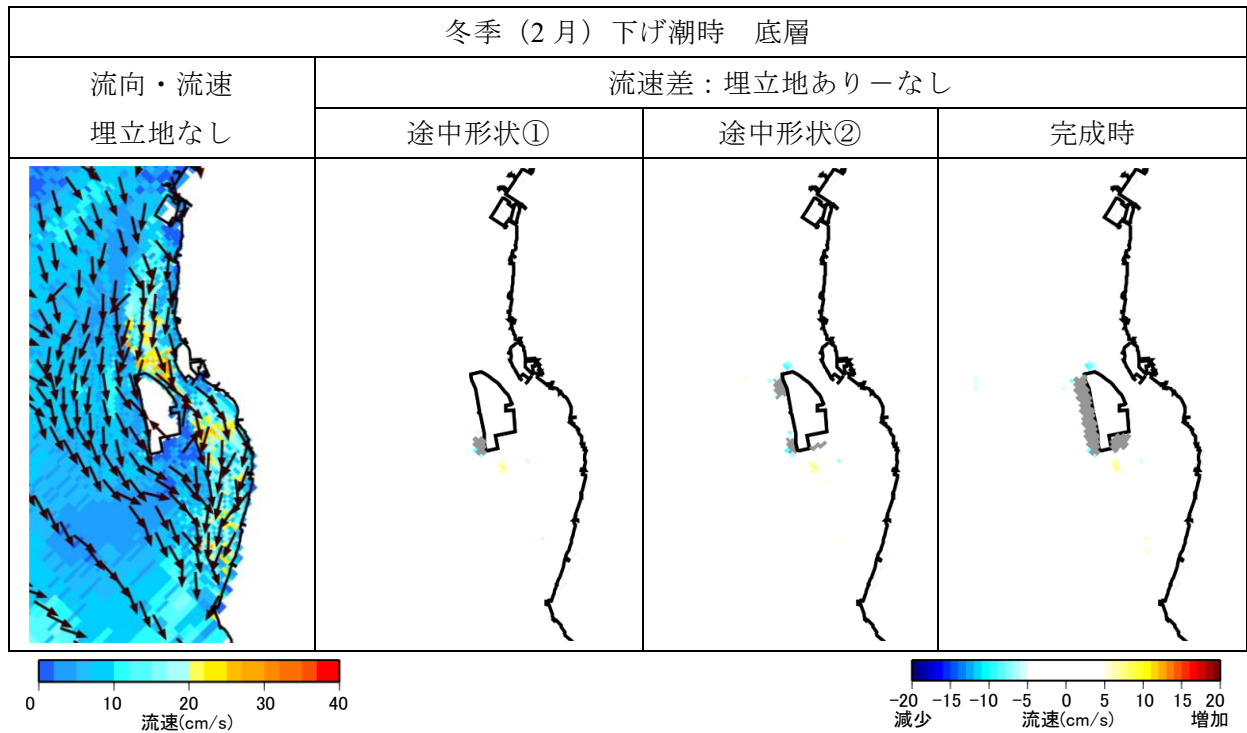 冬季（2 月）下げ潮時　底層
流向・流速
埋立地なし
流速差：埋立地あり－なし
途中形状①
途中形状②
完成時
0 10 20 30 40
流速(cm/s)
-20 -15 -10 -5 0 5 10 15 20
減少 流速(cm/s) 増加